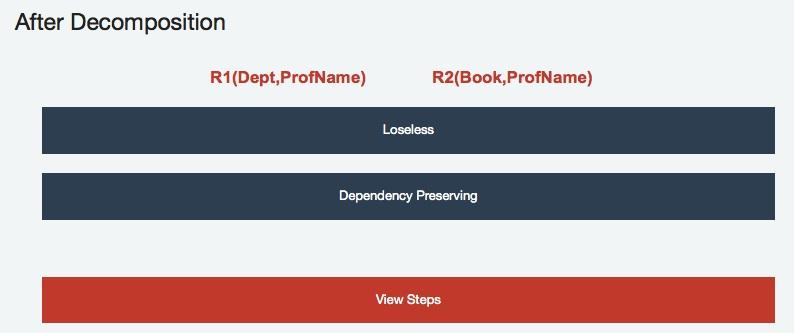 After Decomposition
R1(Dept,ProfName) R2(Book,ProfName)
Loseless
Dependency Preserving
View Steps